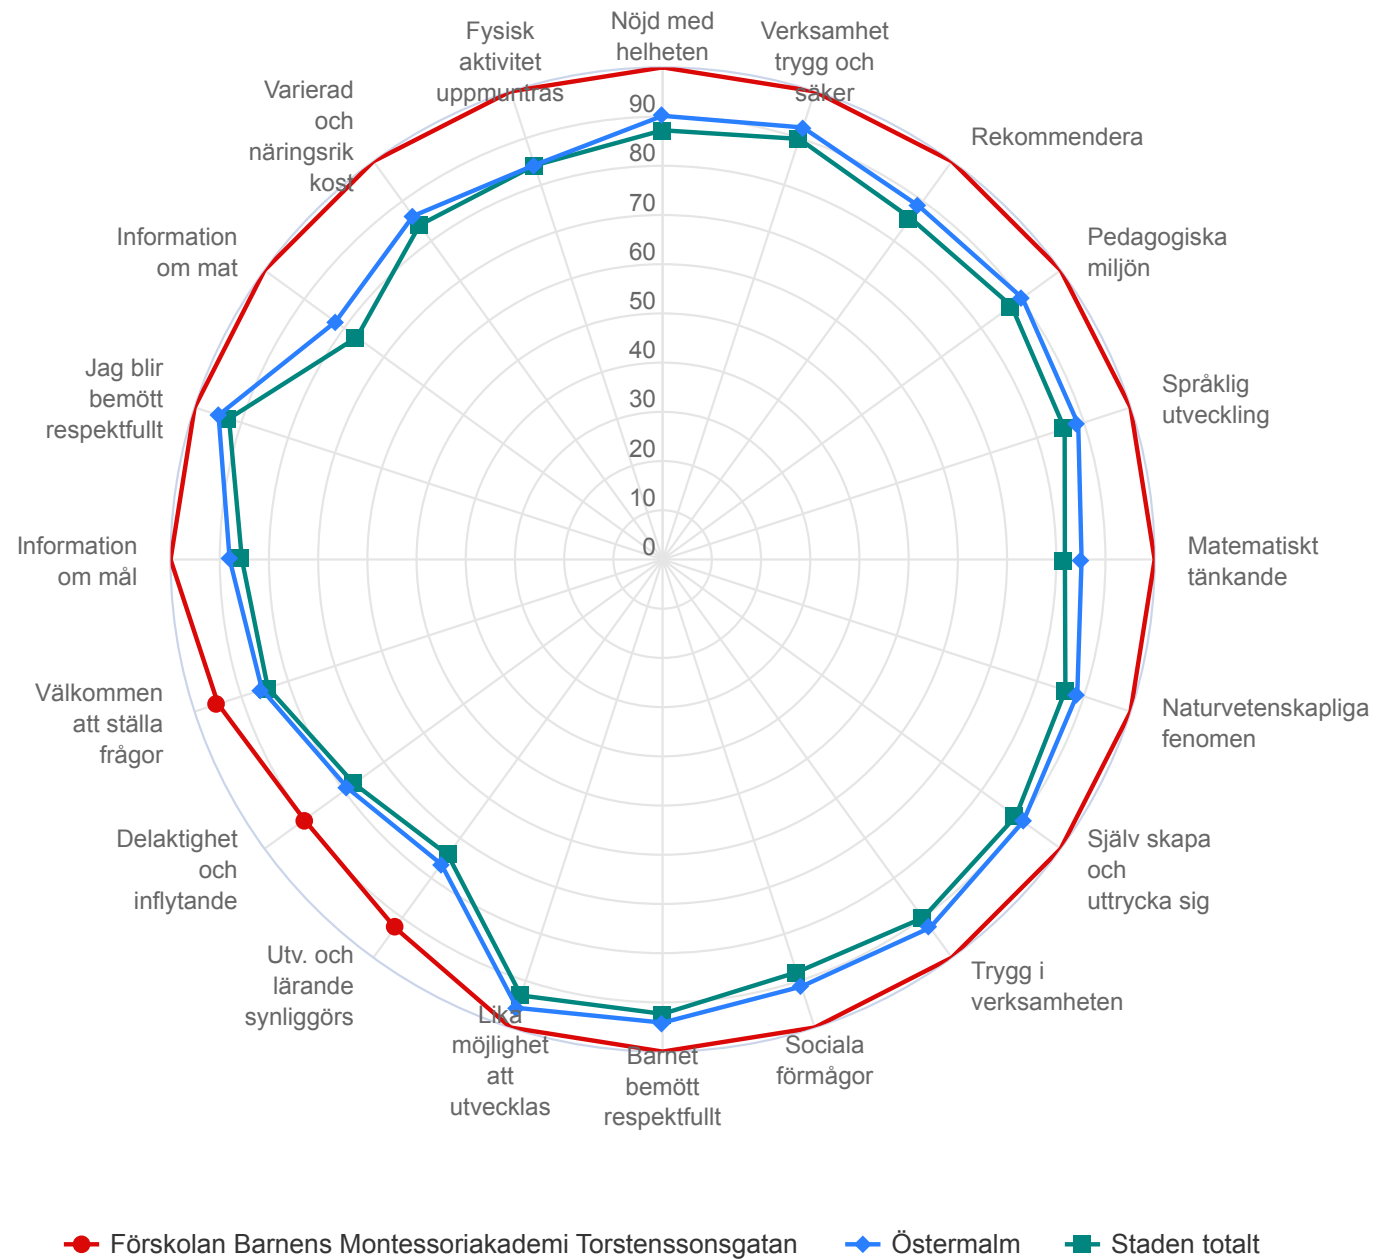 Nöjd med
helheten
Verksamhet
trygg och
säker
Rekommendera
Pedagogiska
miljön
Språklig
utveckling
Matematiskt
tänkande
Naturvetenskapliga
fenomen
Själv skapa
och
uttrycka sig
Trygg i
verksamheten
Sociala
förmågor
Barnet
bemött
respektfullt
Lika
möjlighet
att
utvecklas
Utv. och
lärande
synliggörs
Delaktighet
och
inflytande
Välkommen
att ställa
frågor
Information
om mål
Jag blir
bemött
respektfullt
Information
om mat
Varierad
och
näringsrik
kost
Fysisk
aktivitet
uppmuntras
90
80
70
60
50
40
30
20
10
0
Förskolan Barnens Montessoriakademi Torstenssonsgatan
Östermalm
Staden totalt